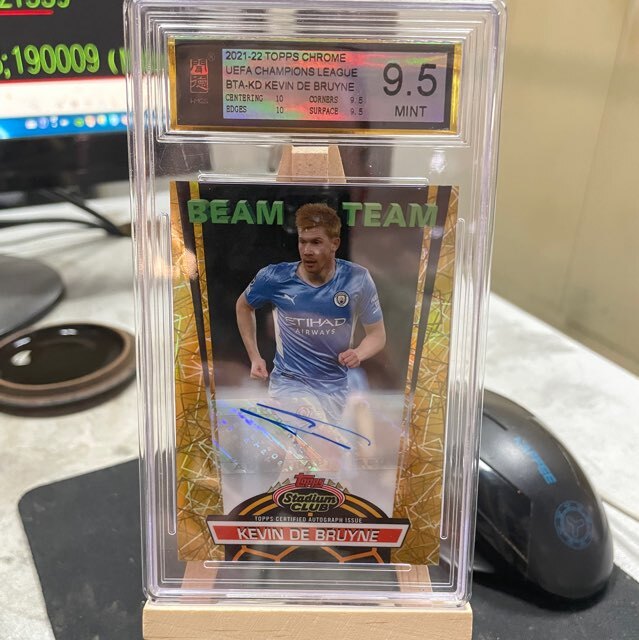 ;190009 (
2021-22 TOPPS CHROME
UEFA CHAMPIONS LEAGUE
BTA-KD KEVIN DE BRUYNE
CENTERING 10 CORNERS 9.5
EDGES 10 SURFACE 9.5
9.5
MINT
BEAM TEAM
ETIHAD
AIRWAYS
Topps
Stadium
CLUB
TOPPS CERTIFIED AUTOGRAPH ISSUE
KEVIN DE BRUYNE